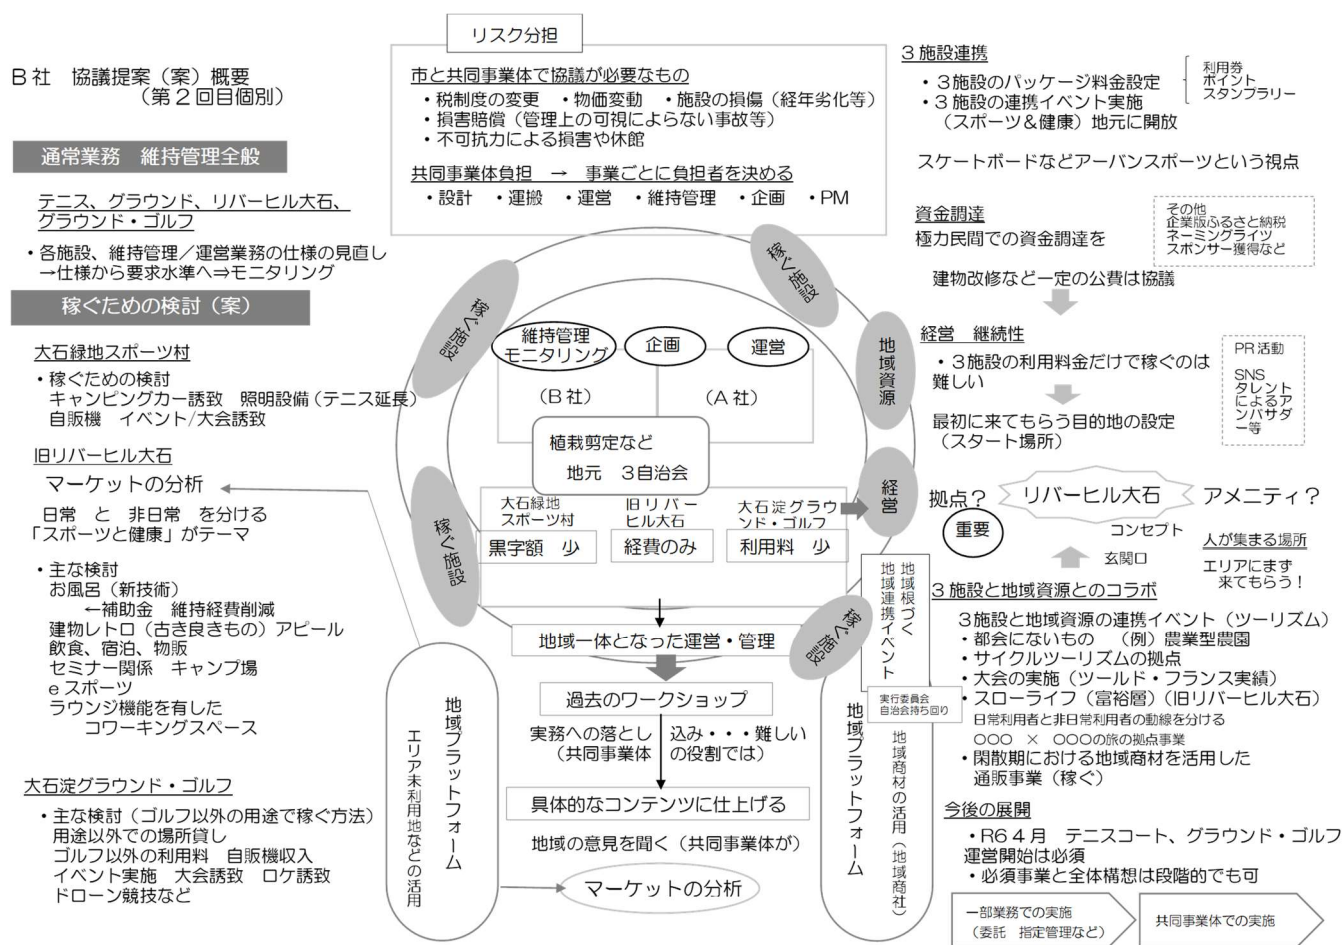 B社　協議提案（案）概要
（第２回目個別）
通常業務　維持管理全般
テニス、グラウンド、リバーヒル大石、
グラウンド・ゴルフ
・各施設、維持管理／運営業務の仕様の見直し
→仕様から要求水準へ⇒モニタリング
稼ぐための検討（案）
大石緑地スポーツ村
・稼ぐための検討
キャンピングカー誘致　照明設備（テニス延長）
自販機　イベント/大会誘致
旧リバーヒル大石
マーケットの分析
日常　と　非日常　を分ける
「スポーツと健康」がテーマ
・主な検討
お風呂（新技術）
←補助金　維持経費削減
建物レトロ（古き良きもの）アピール
飲食、宿泊、物販
セミナー関係　キャンプ場
eスポーツ
ラウンジ機能を有した
コワーキングスペース
大石淀グラウンド・ゴルフ
・主な検討（ゴルフ以外の用途で稼ぐ方法）
用途以外での場所貸し
ゴルフ以外の利用料　自販機収入
イベント実施　大会誘致　ロケ誘致
ドローン競技など
リスク分担
市と共同事業体で協議が必要なもの
・税制度の変更　・物価変動　・施設の損傷（経年劣化等）
・損害賠償（管理上の可視によらない事故等）
・不可抗力による損害や休館
共同事業体負担　→　事業ごとに負担者を決める
・設計　・運搬　・運営　・維持管理　・企画　・PM
稼ぐ施設
稼ぐ施設
地域資源
経営
稼ぐ施設
稼ぐ施設
維持管理
モニタリング
企画
運営
（B社）
（A社）
植栽剪定など
地元　３自治会
大石緑地
スポーツ村
旧リバー
ヒル大石
大石淀グラウ
ンド・ゴルフ
黒字額　少
経費のみ
利用料　少
地域一体となった運営・管理
過去のワークショップ
実務への落とし込み・・・難しい
（共同事業体の役割では）
具体的なコンテンツに仕上げる
地域の意見を聞く（共同事業体が）
マーケットの分析
地域プラットフォーム
エリア未利用地などの活用
地域根づく
地域連携イベント
実行委員会
自治会持ち回り
地域プラットフォーム
地域商材の活用（地域商社）
３施設連携
・３施設のパッケージ料金設定
・３施設の連携イベント実施
（スポーツ＆健康）地元に開放
利用券
ポイント
スタンプラリー
スケートボードなどアーバンスポーツという視点
資金調達
極力民間での資金調達を
その他
企業版ふるさと納税
ネーミングライツ
スポンサー獲得など
建物改修など一定の公費は協議
経営　継続性
・３施設の利用料金だけで稼ぐのは
難しい
PR活動
SNS
タレント
によるア
ンバサダ
ー等
最初に来てもらう目的地の設定
（スタート場所）
拠点？
リバーヒル大石
アメニティ？
重要
コンセプト
玄関口
人が集まる場所
エリアにまず
来てもらう！
３施設と地域資源とのコラボ
３施設と地域資源の連携イベント（ツーリズム）
・都会にないもの　（例）農業型農園
・サイクルツーリズムの拠点
・大会の実施（ツールド・フランス実績）
・スローライフ（富裕層）（旧リバーヒル大石）
日常利用者と非日常利用者の動線を分ける
〇〇〇　×　〇〇〇の旅の拠点事業
・閑散期における地域商材を活用した
通販事業（稼ぐ）
今後の展開
・R６４月　テニスコート、グラウンド・ゴルフ
運営開始は必須
・必須事業と全体構想は段階的でも可
一部業務での実施
（委託　指定管理など）
共同事業体での実施